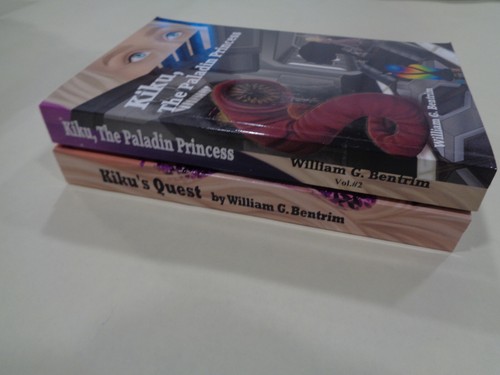 Kiku,
The Paladin Princess
William G. Bentrim
Kiku, The Paladin Princess
William G. Bentrim
Vol.#2
Kiku's Quest by William G. Bentrim